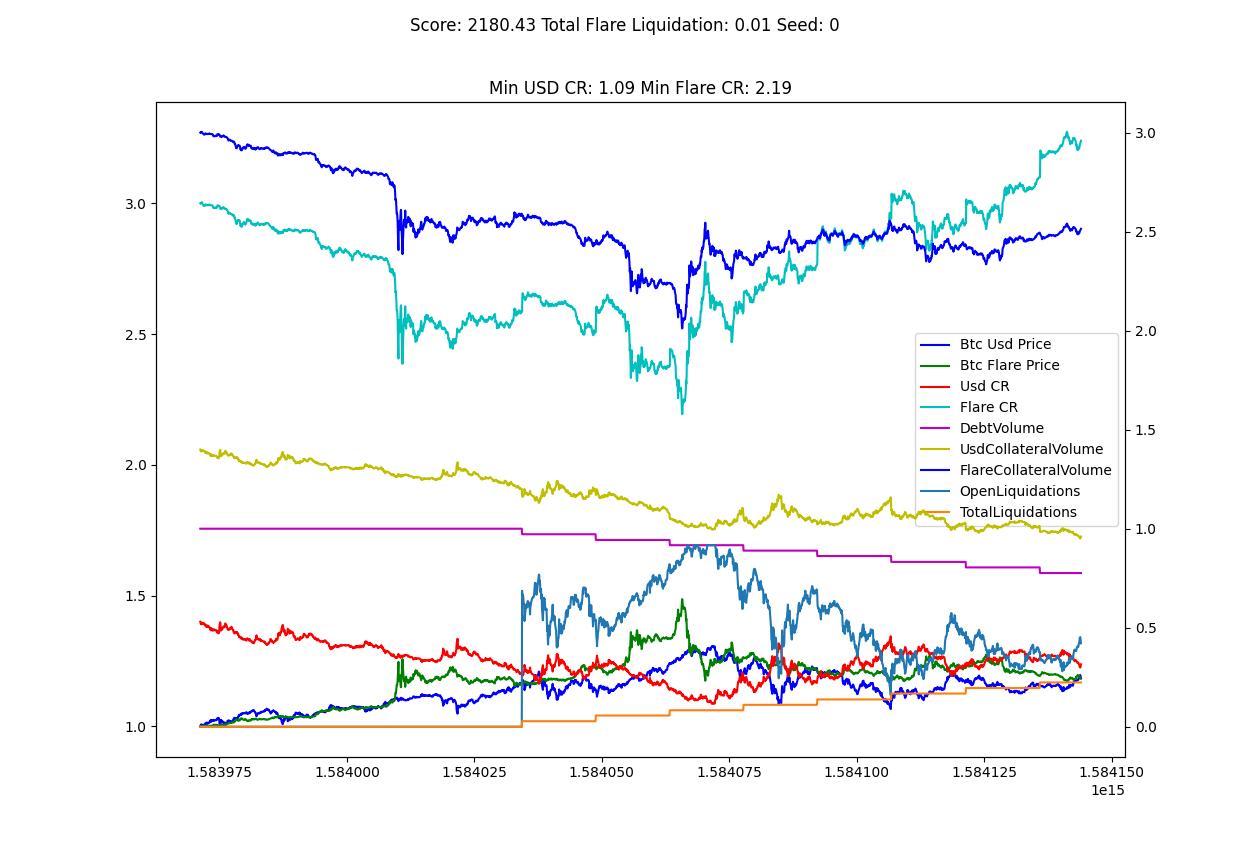 Score: 2180.43 Total Flare Liquidation: 0.01 Seed: 0
Min USD CR: 1.09 Min Flare CR: 2.19
3.0
2.5
2.0
1.5
1.0
3.0
2.5
2.0
1.5
1.0
0.5
0.0
Btc Usd Price
Btc Flare Price
Usd CR
Flare CR
DebtVolume
UsdCollateralVolume
FlareCollateralVolume
OpenLiquidations
TotalLiquidations
1.583975 1.584000 1.584025 1.584050 1.584075 1.584100 1.584125 1.584150
1e15